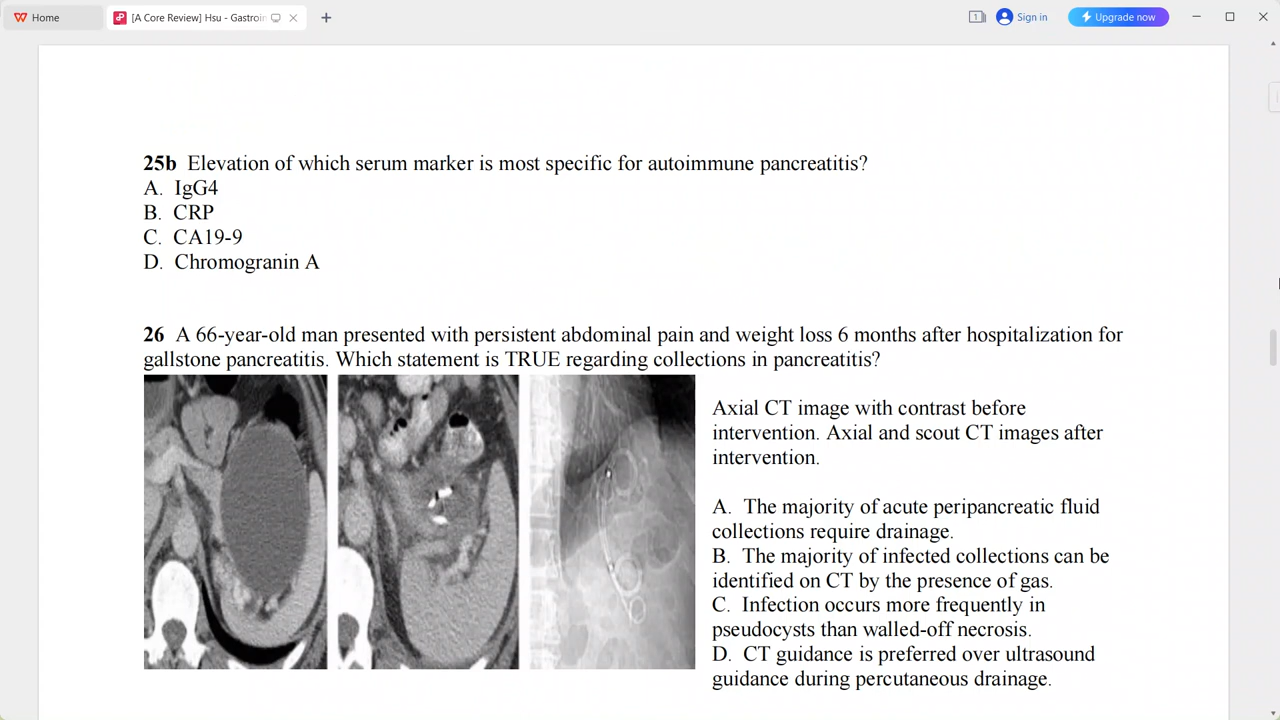 Home
[A Core Review] Hsu - Gastroin
1
Sign in
Upgrade now
25b Elevation of which serum marker is most specific for autoimmune pancreatitis?
A. IgG4
B. CRP
C. CA19-9
D. Chromogranin A
26 A 66-year-old man presented with persistent abdominal pain and weight loss 6 months after hospitalization for
gallstone pancreatitis. Which statement is TRUE regarding collections in pancreatitis?
Axial CT image with contrast before
intervention. Axial and scout CT images after
intervention.
A. The majority of acute peripancreatic fluid
collections require drainage.
B. The majority of infected collections can be
identified on CT by the presence of gas.
C. Infection occurs more frequently in
pseudocysts than walled-off necrosis.
D. CT guidance is preferred over ultrasound
guidance during percutaneous drainage.